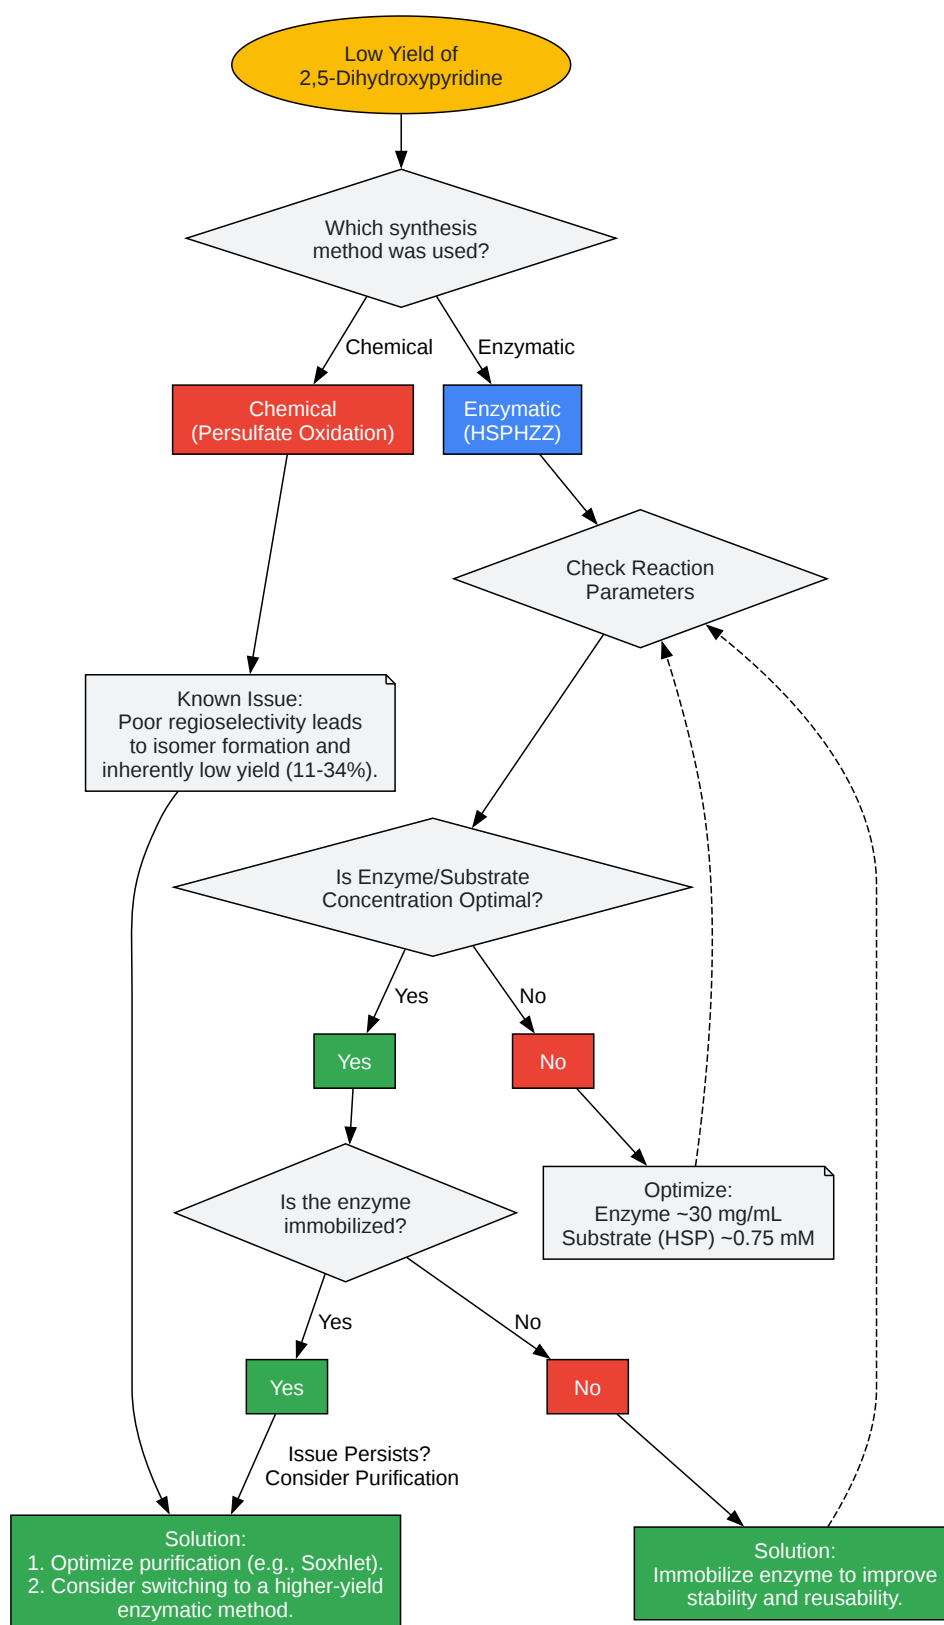 Low Yield of
2,5-Dihydroxypyridine
Which synthesis
method was used?
Chemical
Enzymatic
Chemical
(Persulfate Oxidation)
Enzymatic
(HSPHZZ)
Check Reaction
Parameters
Known Issue:
Poor regioselectivity leads
to isomer formation and
inherently low yield (11-34%).
Is Enzyme/Substrate
Concentration Optimal?
Yes
No
Yes
No
Optimize:
Enzyme ~30 mg/mL
Substrate (HSP) ~0.75 mM
Is the enzyme
immobilized?
Yes
No
Yes
No
Issue Persists?
Consider Purification
Solution:
1. Optimize purification (e.g., Soxhlet).
2. Consider switching to a higher-yield
enzymatic method.
Solution:
Immobilize enzyme to improve
stability and reusability.